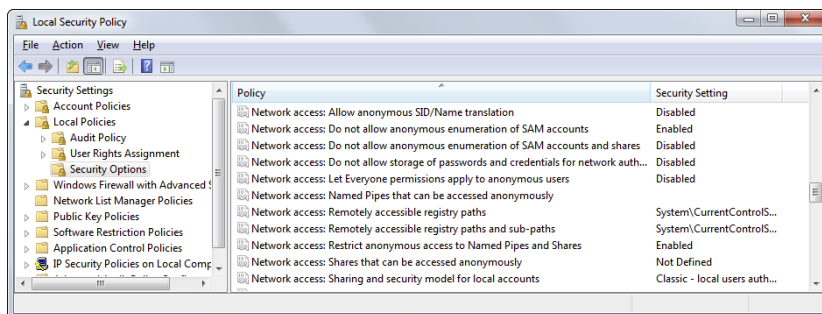 Local Security Policy
File Action View Help
Security Settings
Account Policies
Local Policies
Audit Policy
User Rights Assignment
Security Options
Windows Firewall with Advanced S
Network List Manager Policies
Public Key Policies
Software Restriction Policies
Application Control Policies
IP Security Policies on Local Comp
Policy Security Setting
Network access: Allow anonymous SID/Name translation Disabled
Network access: Do not allow anonymous enumeration of SAM accounts Enabled
Network access: Do not allow anonymous enumeration of SAM accounts and shares Disabled
Network access: Do not allow storage of passwords and credentials for network auth... Disabled
Network access: Let Everyone permissions apply to anonymous users Disabled
Network access: Named Pipes that can be accessed anonymously
Network access: Remotely accessible registry paths System\CurrentControlS...
Network access: Remotely accessible registry paths and sub-paths System\CurrentControlS...
Network access: Restrict anonymous access to Named Pipes and Shares Enabled
Network access: Shares that can be accessed anonymously Not Defined
Network access: Sharing and security model for local accounts Classic - local users auth...